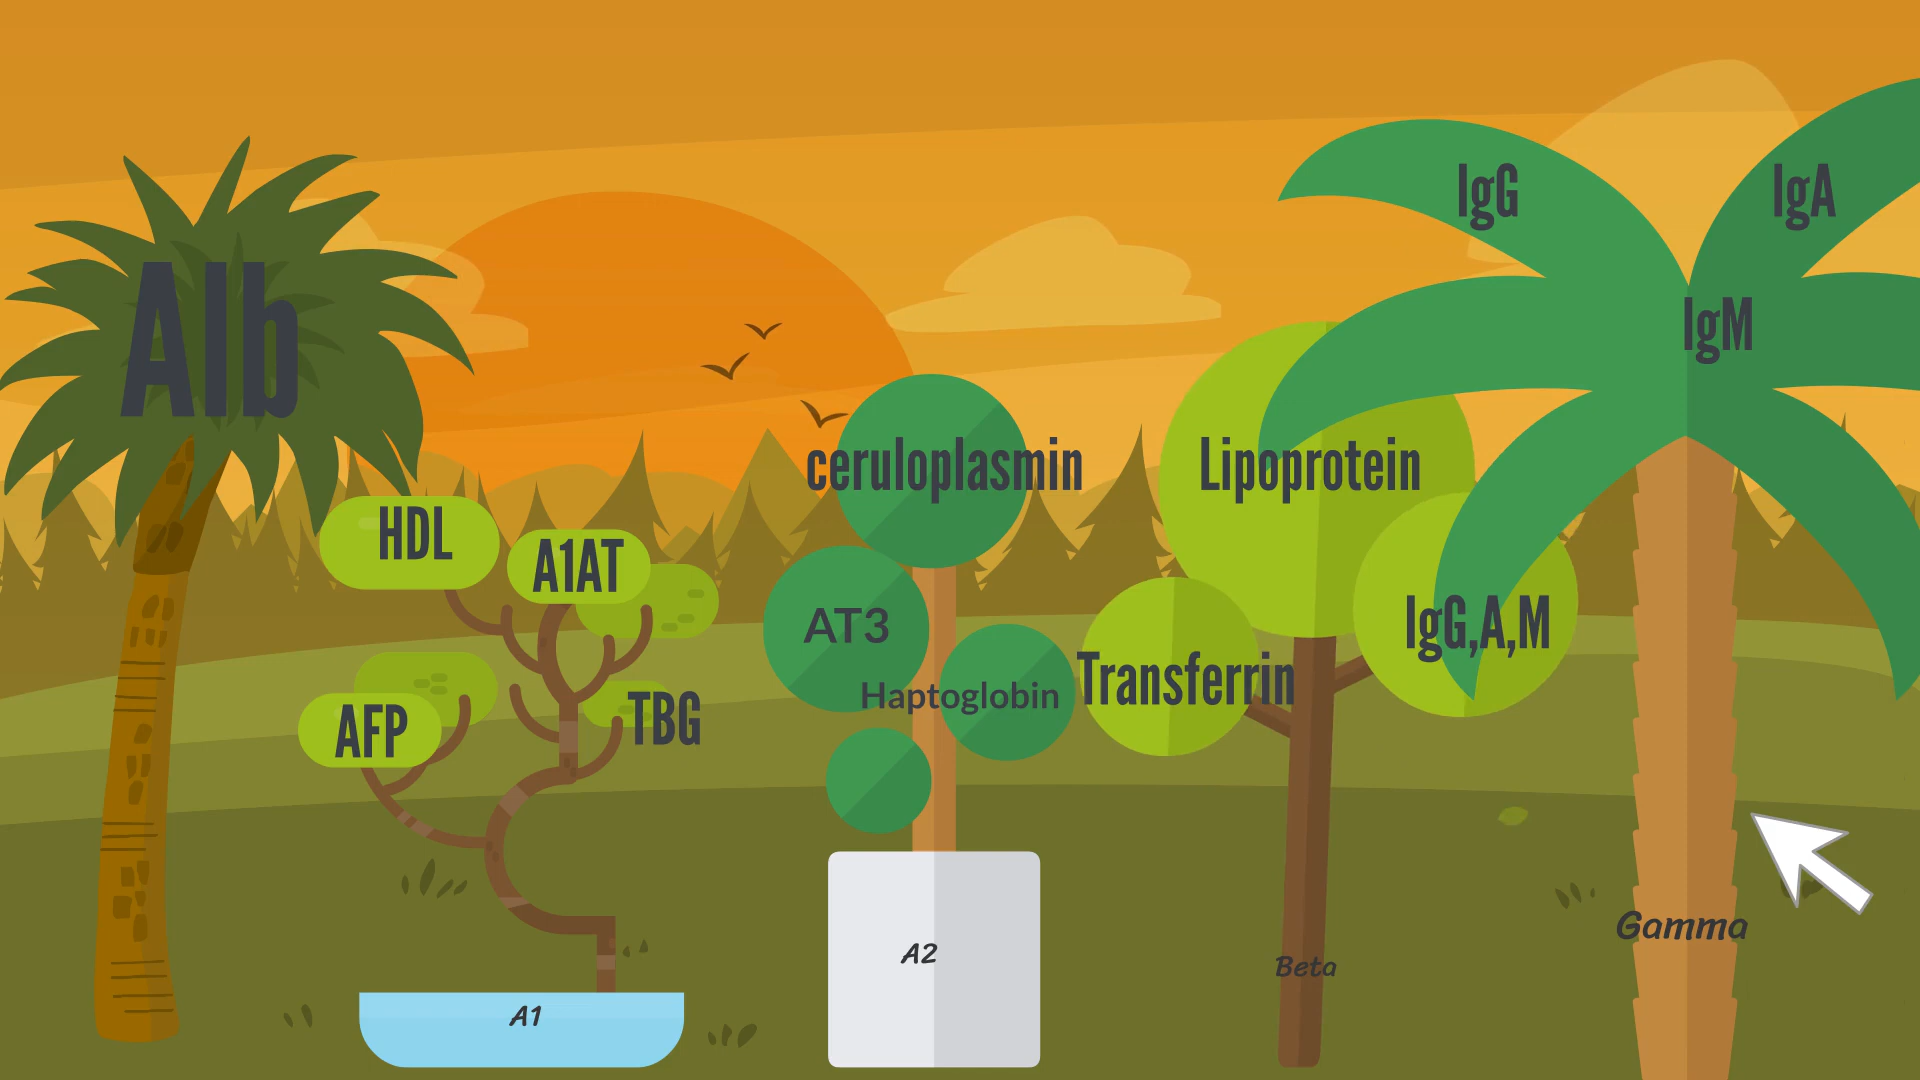 Alb
HDL
A1AT
AFP
TBG
A1
ceruloplasmin
AT3
Haptoglobin
A2
Lipoprotein
Transferrin
IgG,A,M
Beta
IgG
IgA
IgM
Gamma